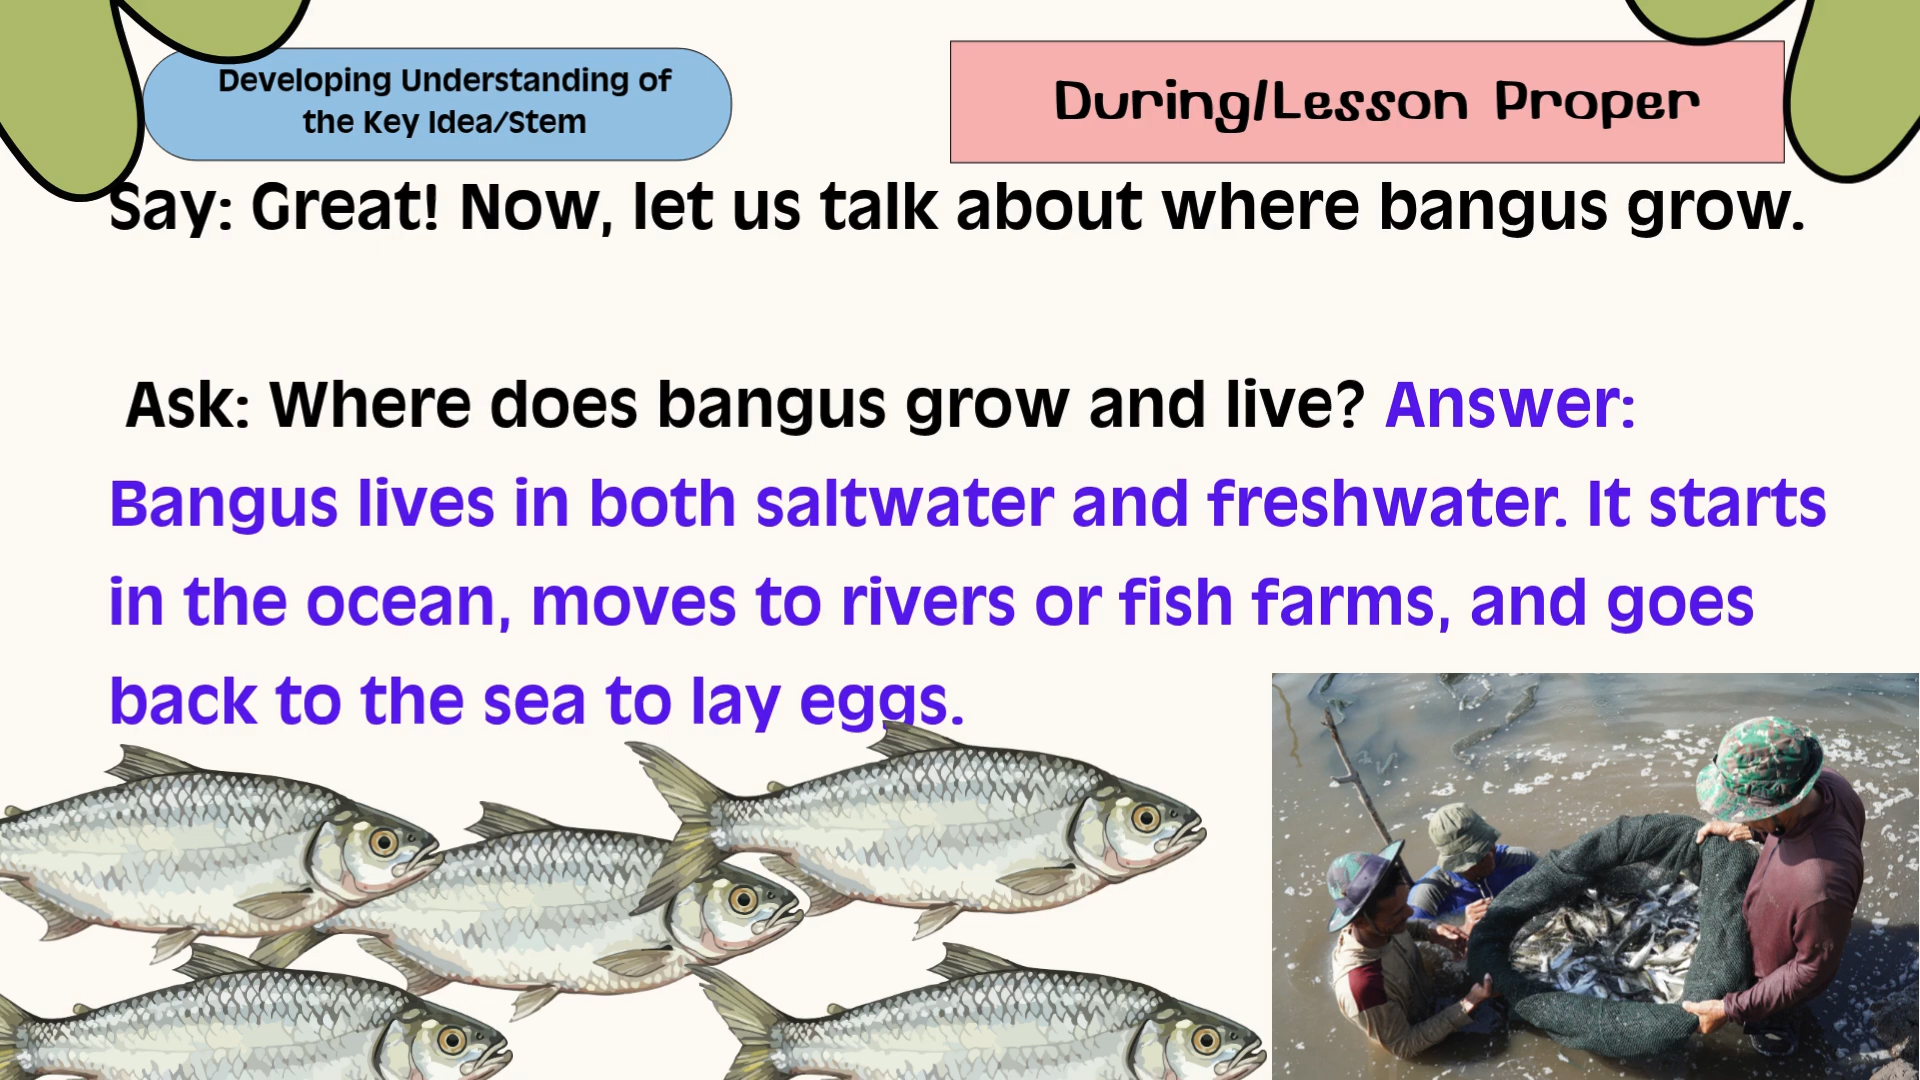 Developing Understanding of
the Key Idea/Stem
During/Lesson Proper
Say: Great! Now, let us talk about where bangus grow.
Ask: Where does bangus grow and live? Answer:
Bangus lives in both saltwater and freshwater. It starts
in the ocean, moves to rivers or fish farms, and goes
back to the sea to lay eggs.